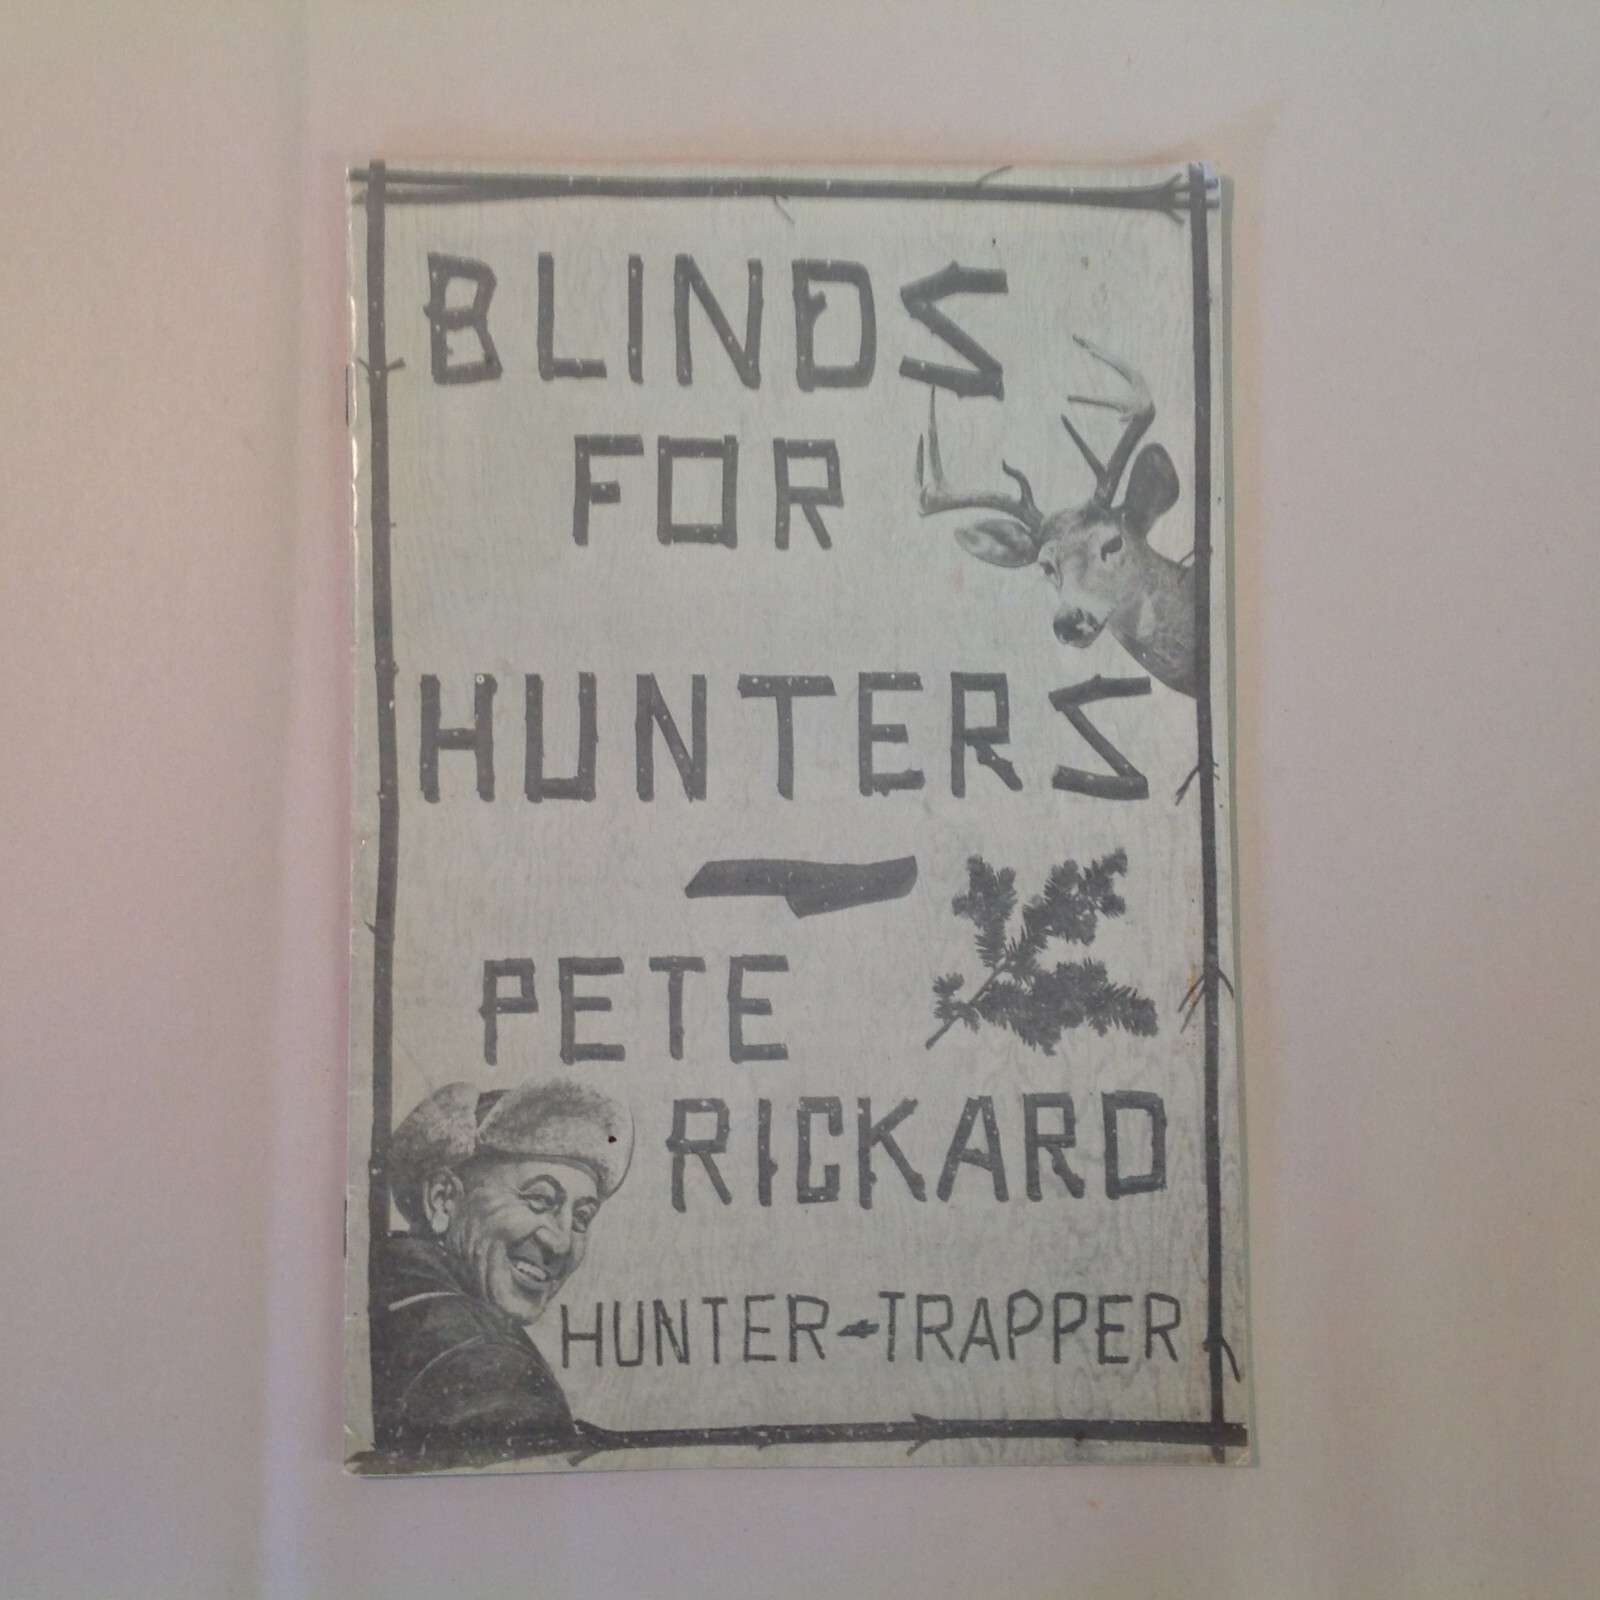 BLINDS
FOR
HUNTERS
PETE
RICKARD
HUNTER-TRAPPER